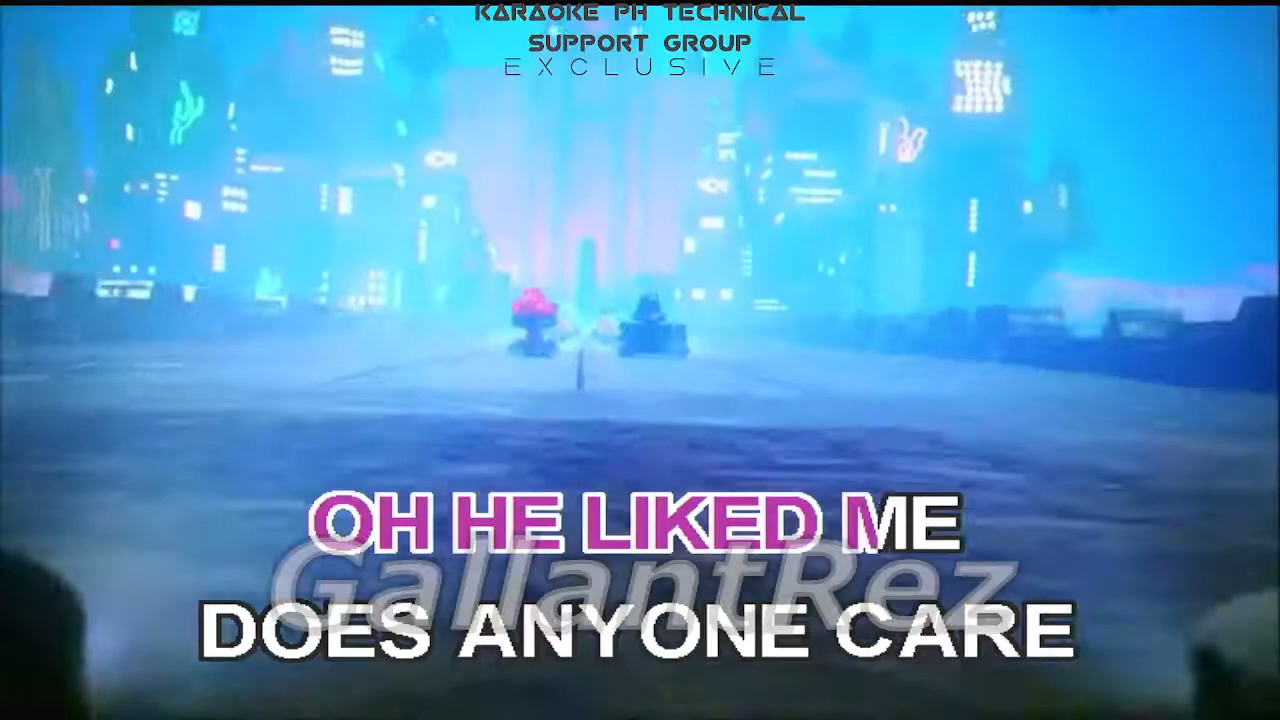 KARAOKE PH TECHNICAL
SUPPORT GROUP
EXCLUSIVE
OH HE LIKED ME
GallantRez
DOES ANYONE CARE